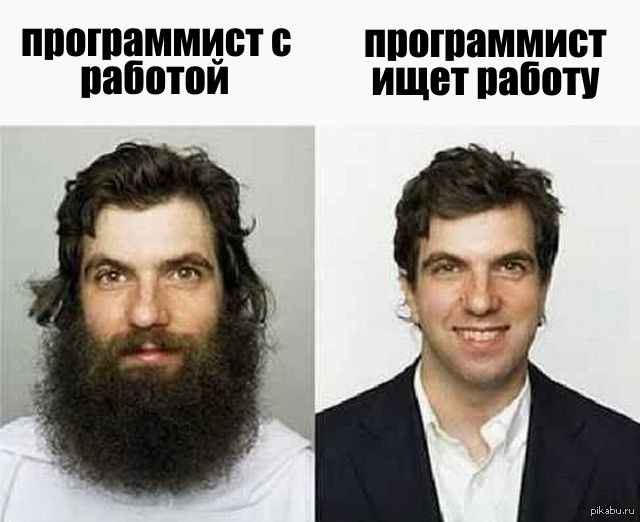 программист с
работой
программист
ищет работу
pikabu.ru